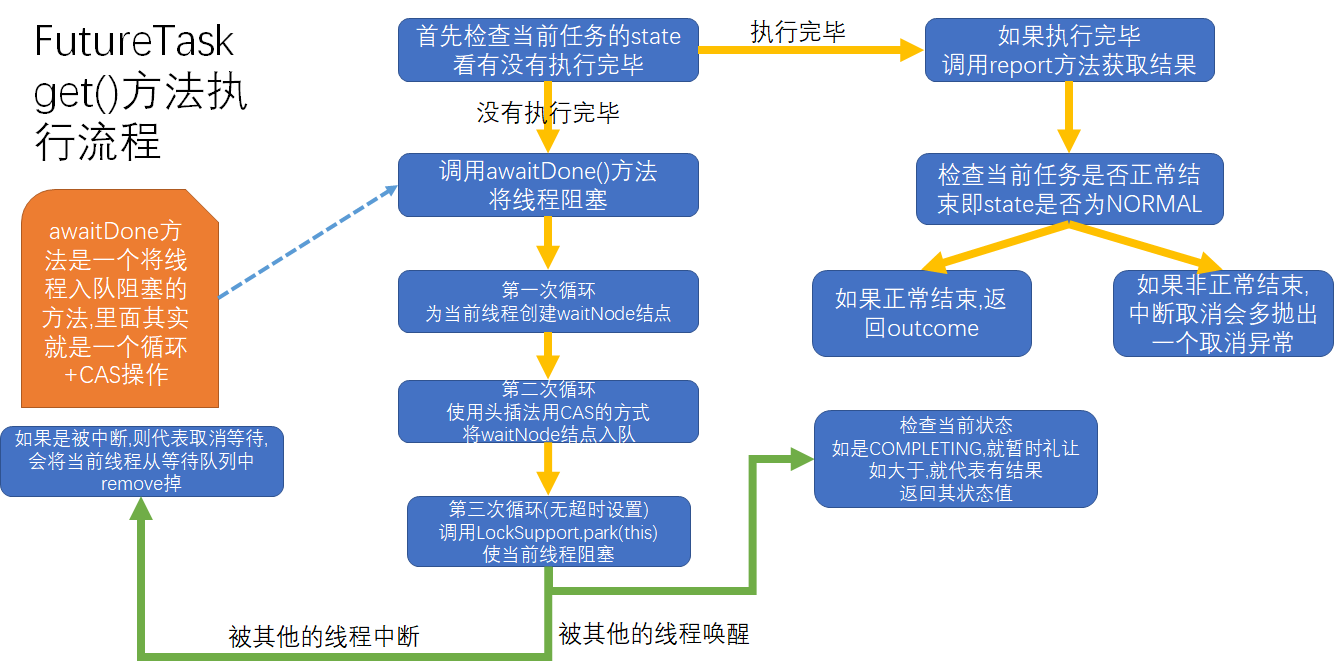 FutureTask
get()方法执
行流程
首先检查当前任务的state
看有没有执行完毕
执行完毕
如果执行完毕
调用report方法获取结果
没有执行完毕
调用awaitDone()方法
将线程阻塞
检查当前任务是否正常结
束即state是否为NORMAL
awaitDone方
法是一个将线
程入队阻塞的
方法,里面其实
就是一个循环
+CAS操作
第一次循环
为当前线程创建waitNode结点
如果正常结束,返
回outcome
如果非正常结束,
中断取消会多抛出
一个取消异常
第二次循环
使用头插法用CAS的方式
将waitNode结点入队
如果是被中断,则代表取消等待,
会将当前线程从等待队列中
remove掉
检查当前状态
如是COMPLETING,就暂时礼让
如大于,就代表有结果
返回其状态值
第三次循环(无超时设置)
调用LockSupport.park(this)
使当前线程阻塞
被其他的线程中断
被其他的线程唤醒